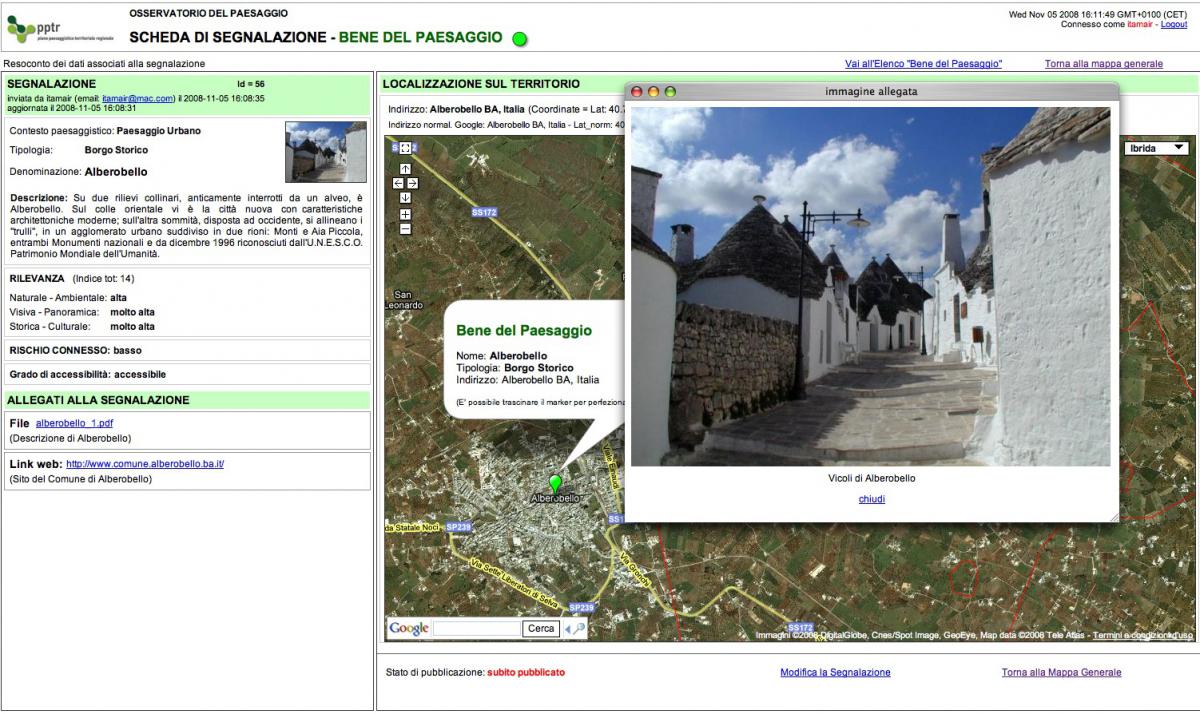 pptr
piano paesaggistico territoriale regionale
OSSERVATORIO DEL PAESAGGIO
SCHEDA DI SEGNALAZIONE - BENE DEL PAESAGGIO
Wed Nov 05 2008 16:11:49 GMT+0100 (CET)
Connesso come itamair - Logout
Resoconto dei dati associati alla segnalazione
Vai all'Elenco "Bene del Paesaggio"
Torna alla mappa generale
SEGNALAZIONE Id = 56
inviata da itamair (email: itamair@mac.com) il 2008-11-05 16:08:35
aggiornata il 2008-11-05 16:08:31
Contesto paesaggistico: Paesaggio Urbano
Tipologia: Borgo Storico
Denominazione: Alberobello
Descrizione: Su due rilievi collinari, anticamente interrotti da un alveo, è
Alberobello. Sul colle orientale vi è la città nuova con caratteristiche
architettoniche moderne; sull'altra sommità, disposta ad occidente, si allineano i
"trulli", in un agglomerato urbano suddiviso in due rioni: Monti e Aia Piccola,
entrambi Monumenti nazionali e da dicembre 1996 riconosciuti dall'U.N.E.S.C.O.
Patrimonio Mondiale dell'Umanità.
RILEVANZA (Indice tot: 14)
Naturale - Ambientale: alta
Visiva - Panoramica: molto alta
Storica - Culturale: molto alta
RISCHIO CONNESSO: basso
Grado di accessibilità: accessibile
ALLEGATI ALLA SEGNALAZIONE
File alberobello_1.pdf
(Descrizione di Alberobello)
Link web: http://www.comune.alberobello.ba.it/
(Sito del Comune di Alberobello)
LOCALIZZAZIONE SUL TERRITORIO
Indirizzo: Alberobello BA, Italia (Coordinate = Lat: 40.
Indirizzo normal. Google: Alberobello BA, Italia - Lat_norm: 40
immagine allegata
Vicoli di Alberobello
chiudi
Ibrida
SS172
San
Leonardo
Bene del Paesaggio
Nome: Alberobello
Tipologia: Borgo Storico
Indirizzo: Alberobello BA, Italia
(E' possibile trascinare il marker per perfeziona
Viale Einaudi
Alberobello
SS1
da Statale Noci
SP239
Via Gronchi
Via Sette Liberatori di Selva
SP239
SS172
Google
Cerca
Immagini ©2008 DigitalGlobe, Cnes/Spot Image, GeoEye, Map data ©2008 Tele Atlas - Termini e condizioni d'uso
Stato di pubblicazione: subito pubblicato
Modifica la Segnalazione
Torna alla Mappa Generale